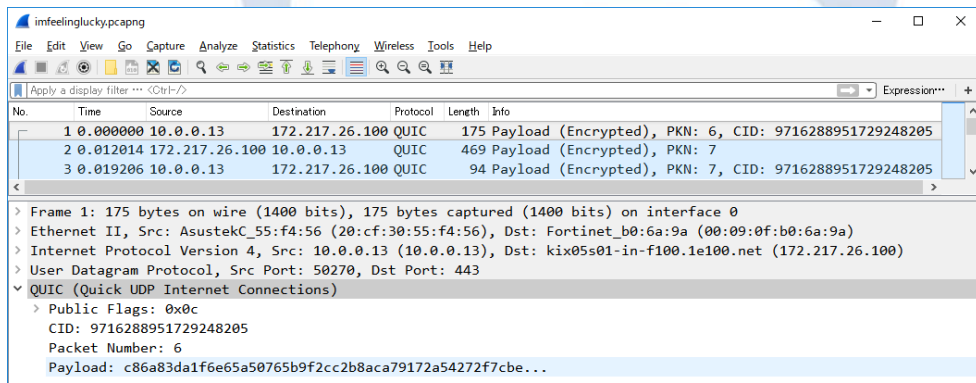 imfeelinglucky.pcapng
File Edit View Go Capture Analyze Statistics Telephony Wireless Tools Help
Apply a display filter ··· <Ctrl-/> Expression··· +
No. Time Source Destination Protocol Length Info
1 0.000000 10.0.0.13 172.217.26.100 QUIC 175 Payload (Encrypted), PKN: 6, CID: 9716288951729248205
2 0.012014 172.217.26.100 10.0.0.13 QUIC 469 Payload (Encrypted), PKN: 7
3 0.019206 10.0.0.13 172.217.26.100 QUIC 94 Payload (Encrypted), PKN: 7, CID: 9716288951729248205
> Frame 1: 175 bytes on wire (1400 bits), 175 bytes captured (1400 bits) on interface 0
> Ethernet II, Src: AsustekC_55:f4:56 (20:cf:30:55:f4:56), Dst: Fortinet_b0:6a:9a (00:09:0f:b0:6a:9a)
> Internet Protocol Version 4, Src: 10.0.0.13 (10.0.0.13), Dst: kix05s01-in-f100.1e100.net (172.217.26.100)
> User Datagram Protocol, Src Port: 50270, Dst Port: 443
QUIC (Quick UDP Internet Connections)
> Public Flags: 0x0c
CID: 9716288951729248205
Packet Number: 6
Payload: c86a83da1f6e65a50765b9f2cc2b8aca79172a54272f7cbe...